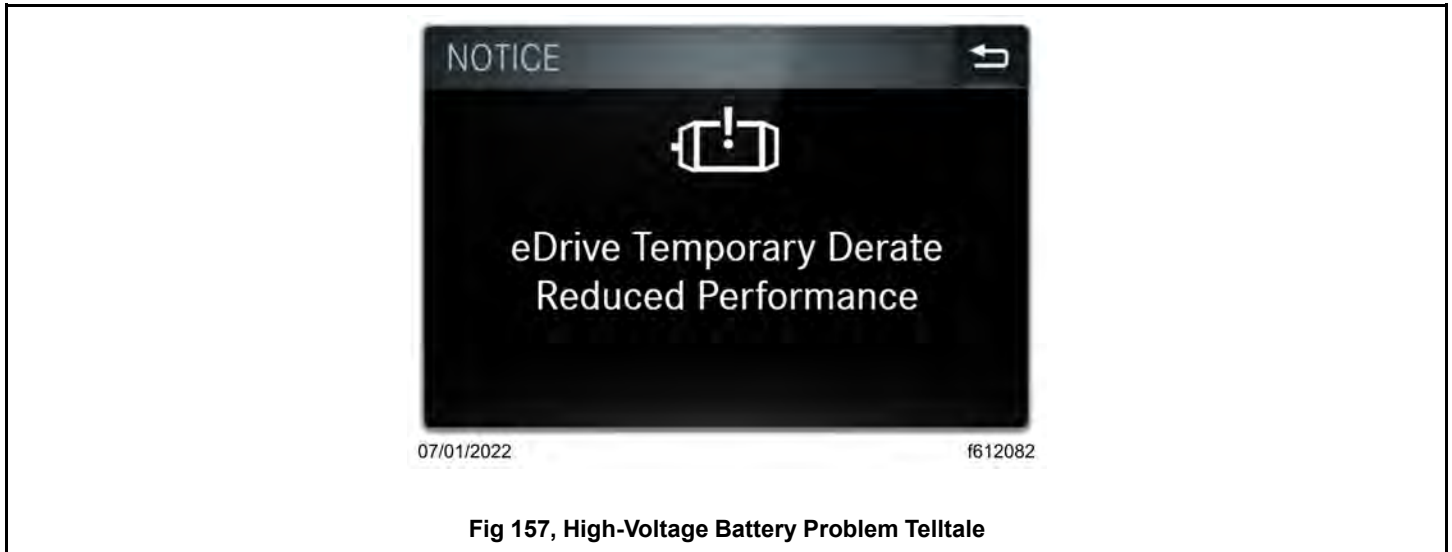 NOTICE
eDrive Temporary Derate
Reduced Performance
07/01/2022
f612082
Fig 157, High-Voltage Battery Problem Telltale